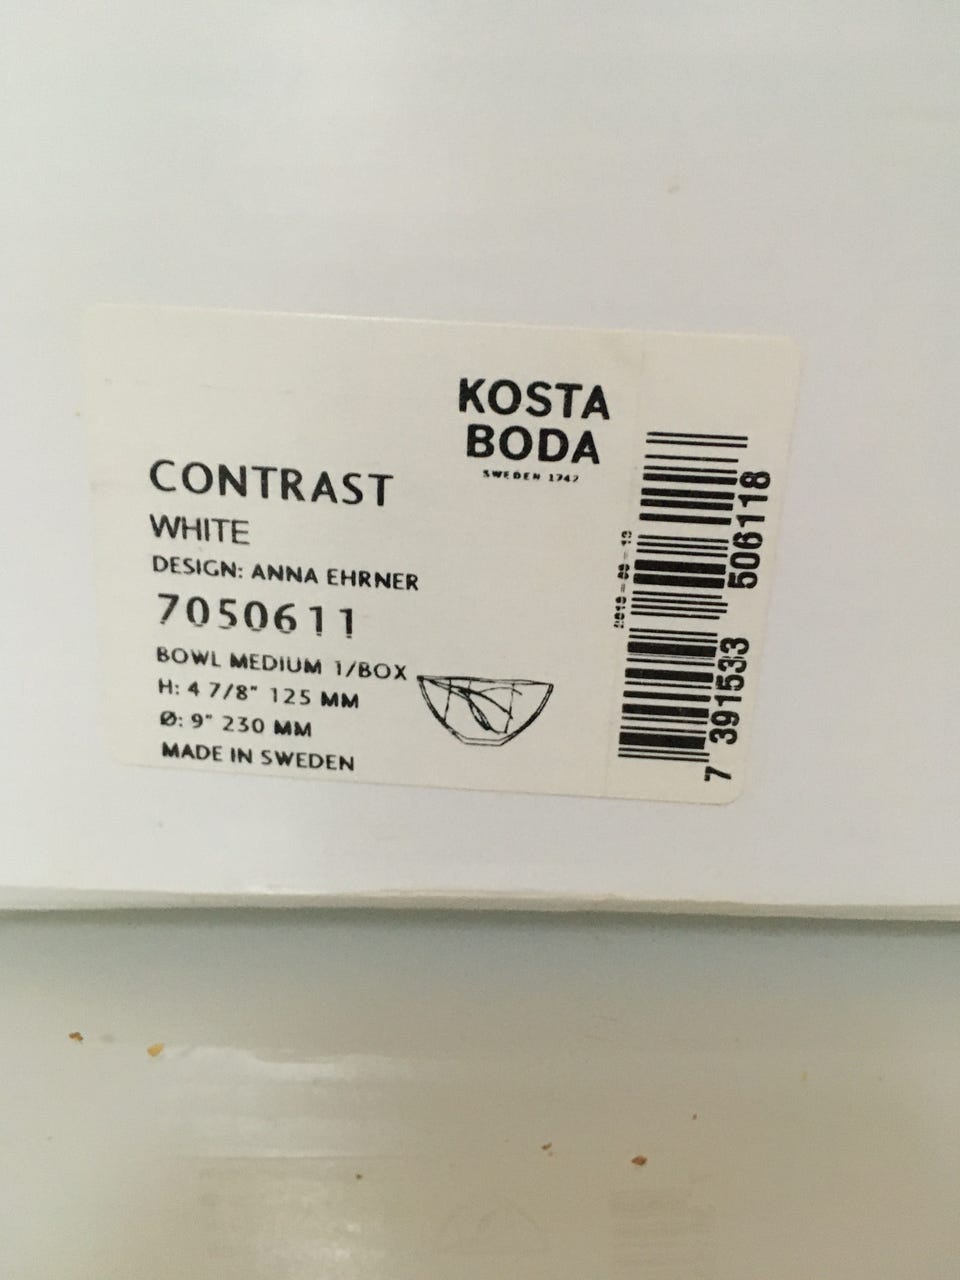 KOSTA
BODA
SWEDEN 1742
CONTRAST
WHITE
DESIGN: ANNA EHRNER
7050611
BOWL MEDIUM 1/BOX
H: 4 7/8" 125 MM
Ø: 9" 230 MM
MADE IN SWEDEN
7 391533 506118